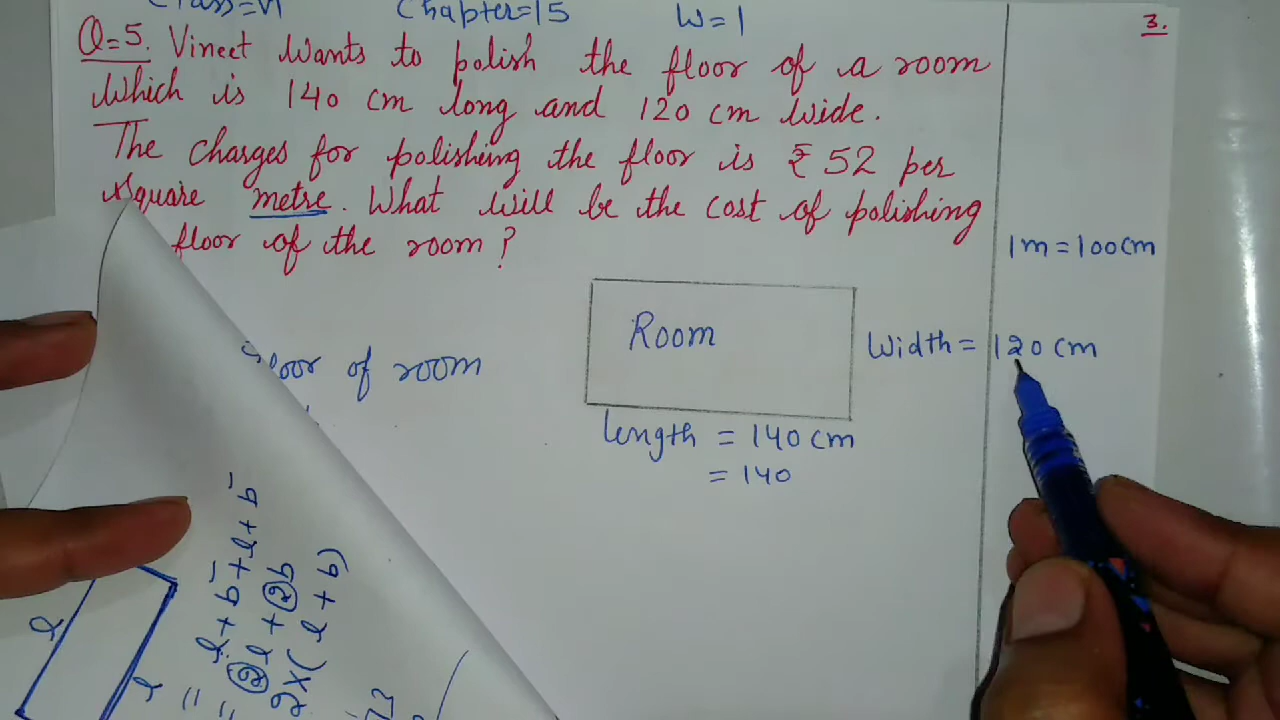 Class=VI Chapter=15 W=1
3.
Q=5. Vineet wants to polish the floor of a room
which is 140 cm long and 120 cm wide.
The charges for polishing the floor is ₹ 52 per
square metre. What will be the cost of polishing
floor of the room?
1m = 100cm
Room
Width = 120 cm
floor of room
length = 140 cm
= 140
l + b + l + b
= 2l + 2b
2×(l + b)
l
l